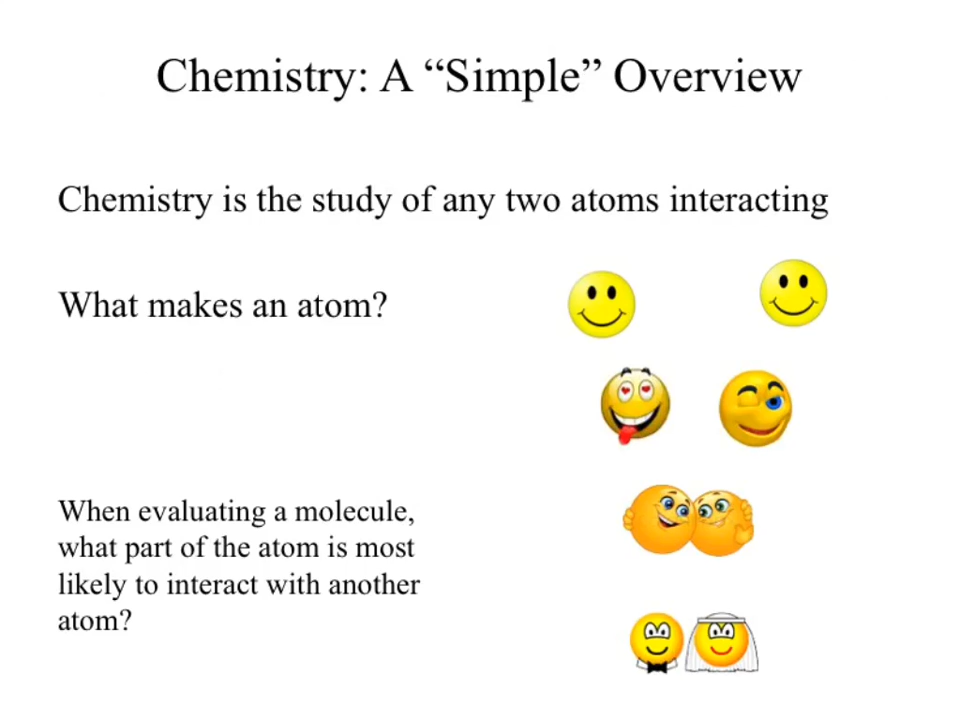 Chemistry: A “Simple” Overview
Chemistry is the study of any two atoms interacting
What makes an atom?
When evaluating a molecule,
what part of the atom is most
likely to interact with another
atom?